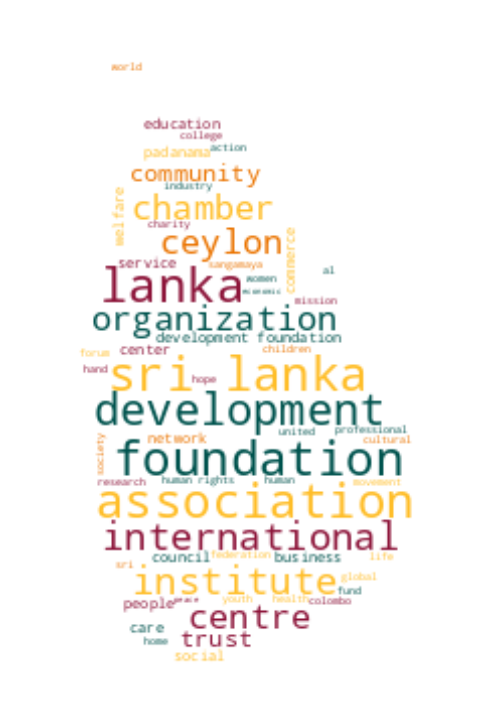 world
education
college
action
padanama
community
industry
welfare
chamber
charity
ceylon
commerce
service
sangamaya
al
lanka
women
economic
mission
organization
development foundation
forum
center
children
hand
sri lanka
hope
development
united
professional
society
network
cultural
foundation
research
human rights
human
movement
association
international
council
federation
business
life
sri
institute
global
fund
people
youth
health
colombo
centre
care
trust
home
social